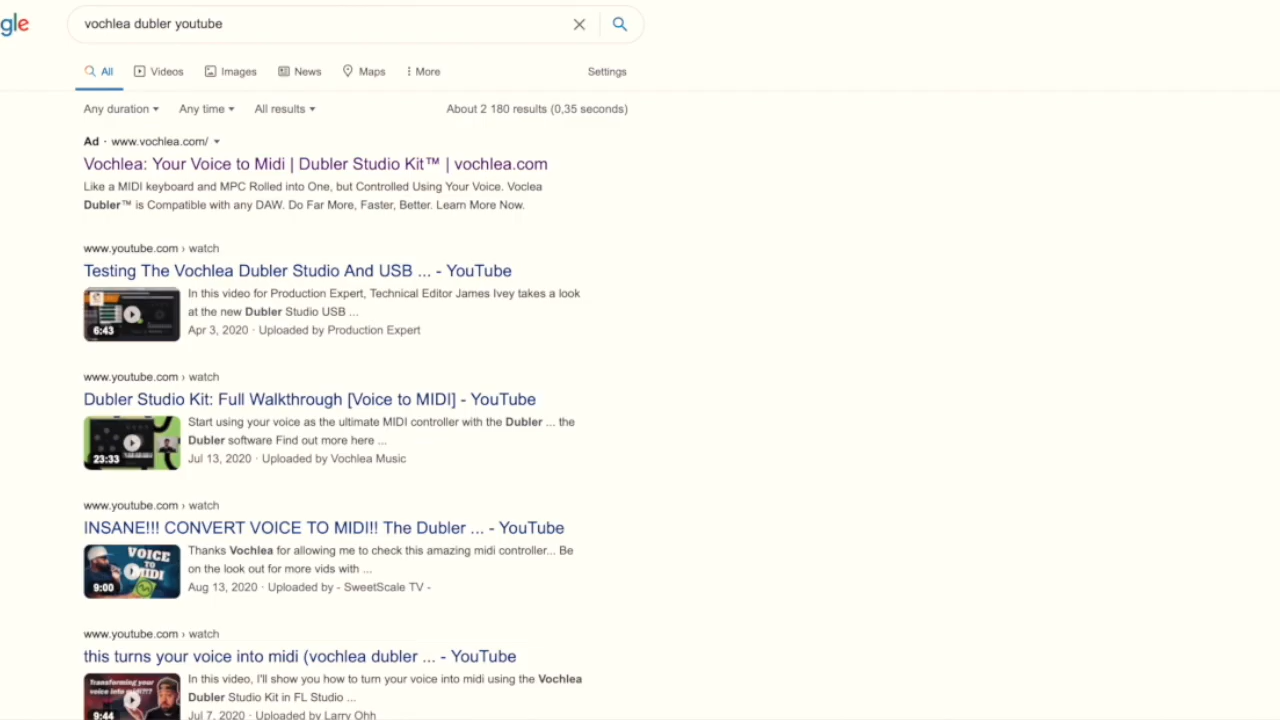 gle
vochlea dubler youtube
All Videos Images News Maps More Settings
Any duration Any time All results About 2 180 results (0,35 seconds)
Ad · www.vochlea.com/
Vochlea: Your Voice to Midi | Dubler Studio Kit™ | vochlea.com
Like a MIDI keyboard and MPC Rolled into One, but Controlled Using Your Voice. Voclea
Dubler™ is Compatible with any DAW. Do Far More, Faster, Better. Learn More Now.
www.youtube.com › watch
Testing The Vochlea Dubler Studio And USB ... - YouTube
6:43
In this video for Production Expert, Technical Editor James Ivey takes a look
at the new Dubler Studio USB ...
Apr 3, 2020 · Uploaded by Production Expert
www.youtube.com › watch
Dubler Studio Kit: Full Walkthrough [Voice to MIDI] - YouTube
23:33
Start using your voice as the ultimate MIDI controller with the Dubler ... the
Dubler software Find out more here ...
Jul 13, 2020 · Uploaded by Vochlea Music
www.youtube.com › watch
INSANE!!! CONVERT VOICE TO MIDI!! The Dubler ... - YouTube
VOICE
TO
MIDI
9:00
Thanks Vochlea for allowing me to check this amazing midi controller... Be
on the look out for more vids with ...
Aug 13, 2020 · Uploaded by - SweetScale TV -
www.youtube.com › watch
this turns your voice into midi (vochlea dubler ... - YouTube
Transforming your
voice into midi?!?
9:44
In this video, I'll show you how to turn your voice into midi using the Vochlea
Dubler Studio Kit in FL Studio ...
Jul 7, 2020 · Uploaded by Larry Ohh